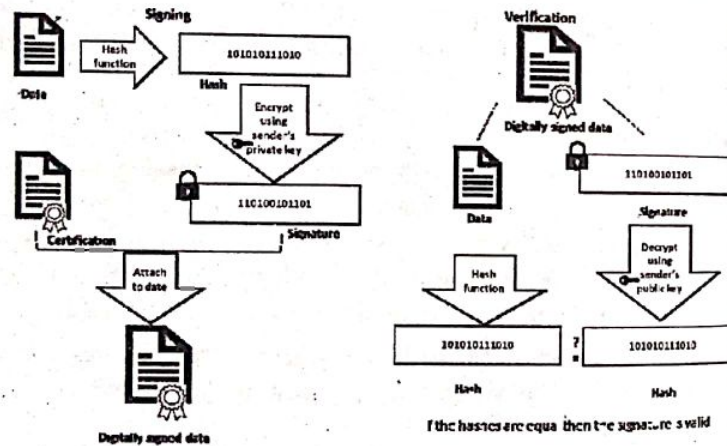 Signing
Hash
function
101010111010
Data
Hash
Encrypt
using
sender's
private key
110100101101
Certification
Signature
Attach
to date
Digitally signed data
Verification
Digitally signed data
110100101101
Data
Signature
Hash
function
Decrypt
using
sender's
public key
101010111010
?
=
101010111010
Hash
Hash
If the hashes are equal then the signature is valid